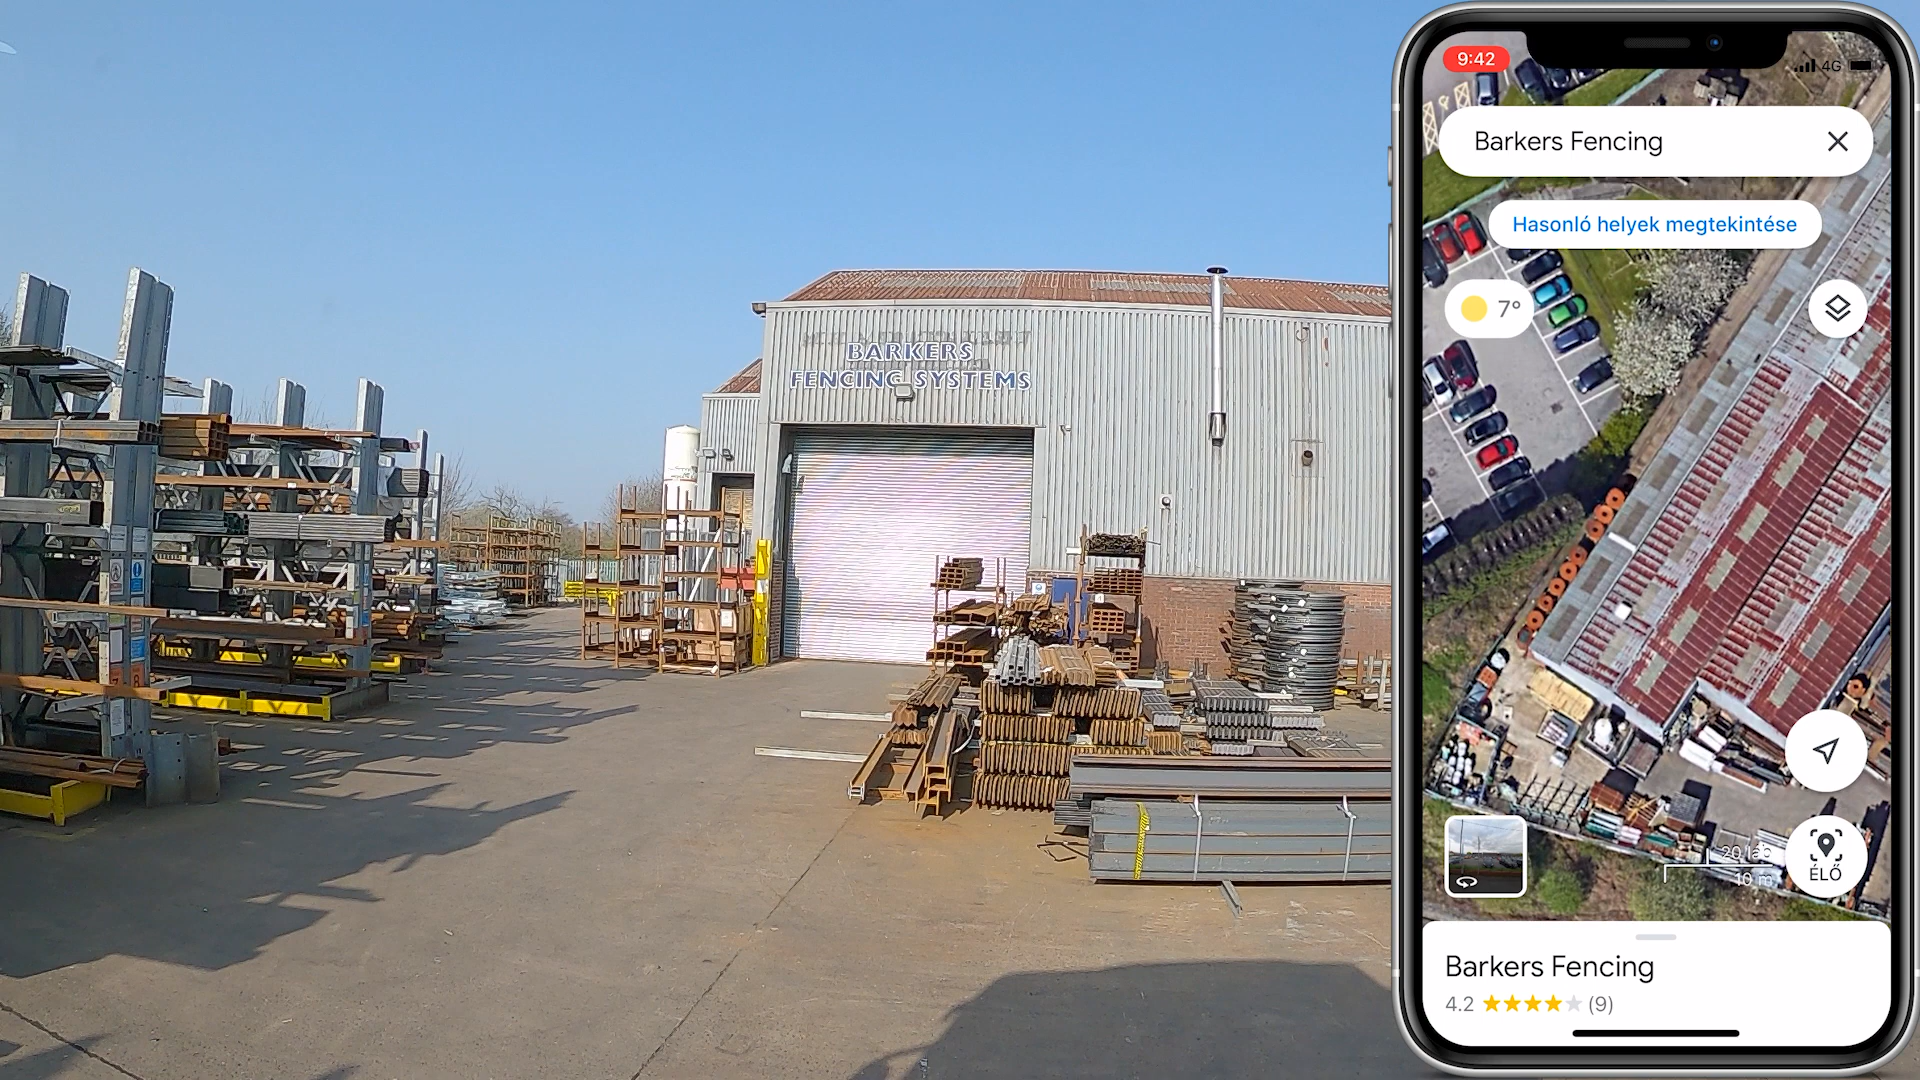 BARKERS
FENCING SYSTEMS
8
9:42
4G
Barkers Fencing
Hasonló helyek megtekintése
7°
20 láb
10 m
ÉLŐ
Barkers Fencing
4.2
(9)